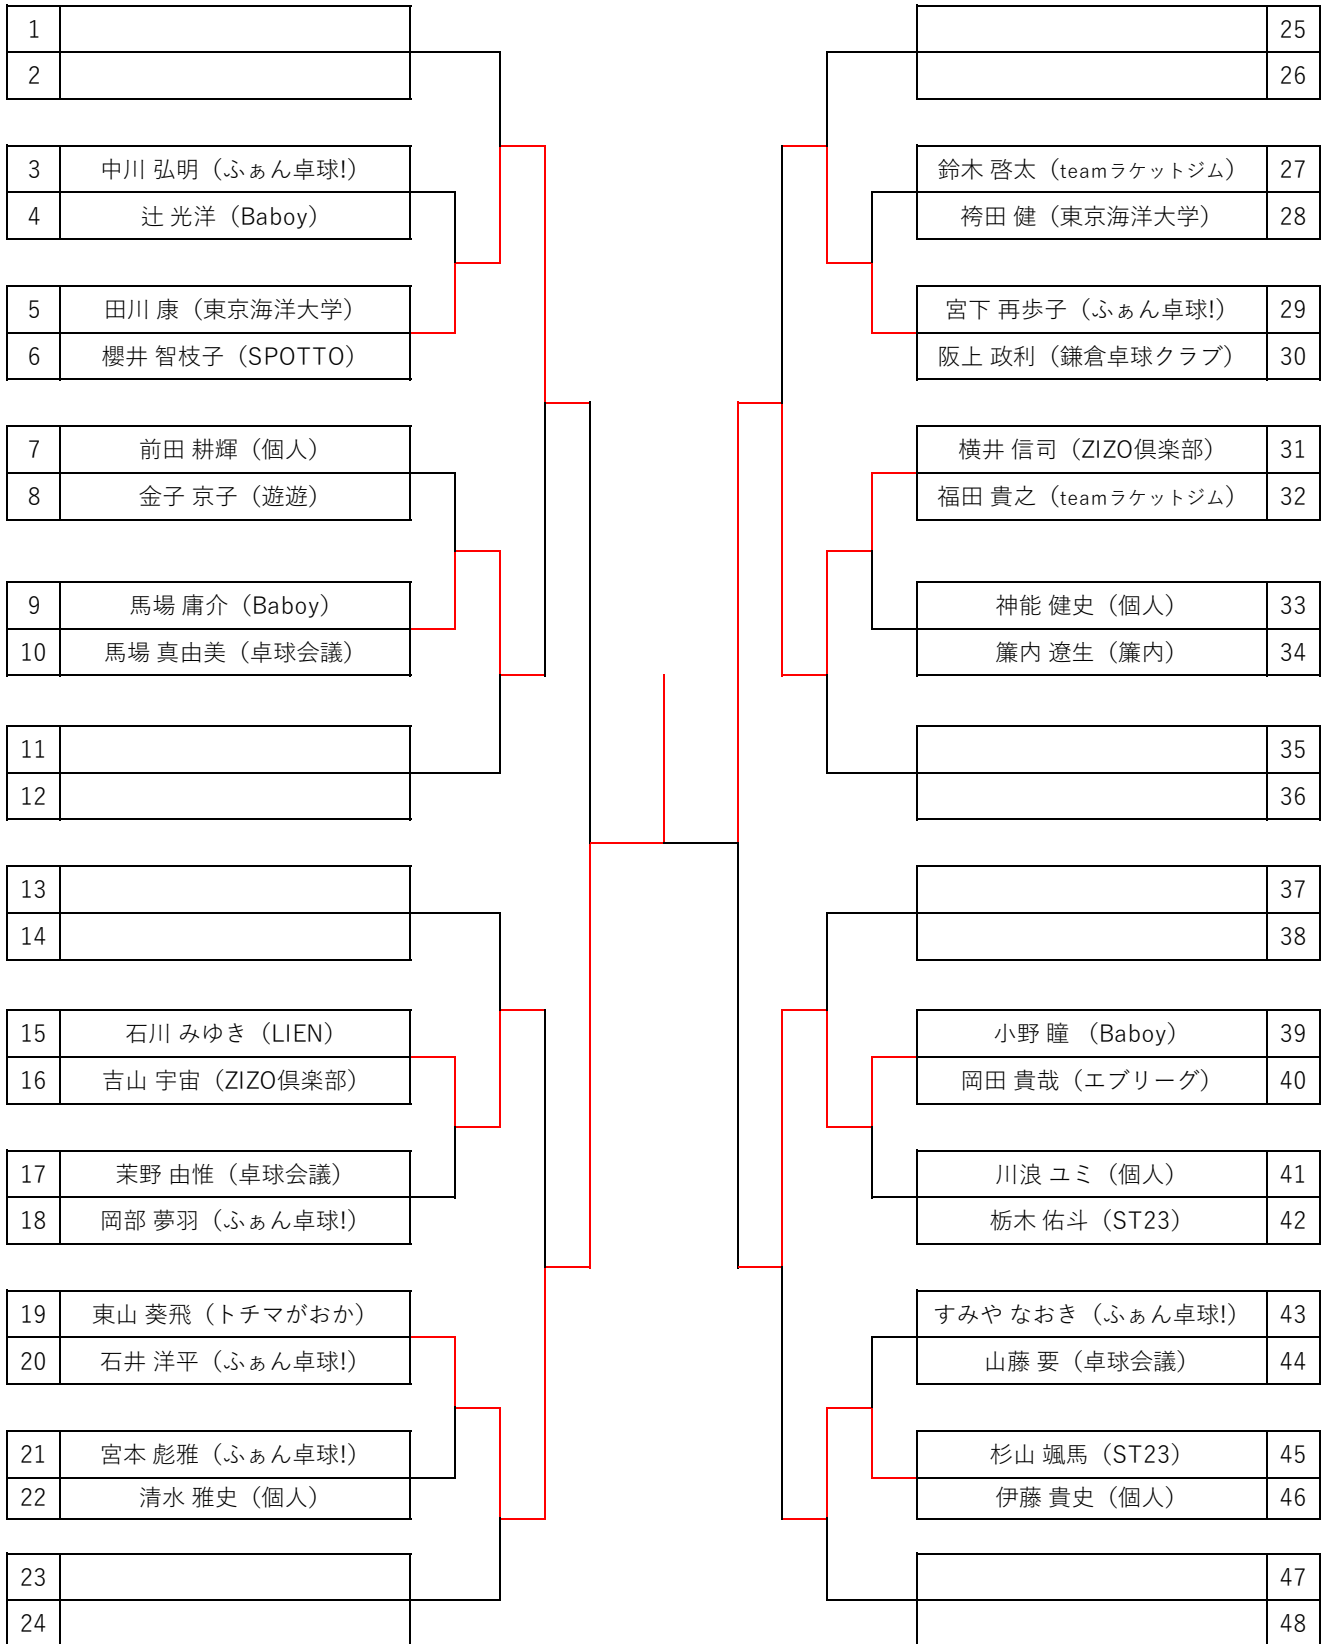 1
2
3 中川 弘明（ふぁん卓球!）
4 辻 光洋（Baboy）
5 田川 康（東京海洋大学）
6 櫻井 智枝子（SPOTTO）
7 前田 耕輝（個人）
8 金子 京子（遊遊）
9 馬場 庸介（Baboy）
10 馬場 真由美（卓球会議）
11
12
13
14
15 石川 みゆき（LIEN）
16 吉山 宇宙（ZIZO倶楽部）
17 茉野 由惟（卓球会議）
18 岡部 夢羽（ふぁん卓球!）
19 東山 葵飛（トチマがおか）
20 石井 洋平（ふぁん卓球!）
21 宮本 彪雅（ふぁん卓球!）
22 清水 雅史（個人）
23
24
25
26
鈴木 啓太（teamラケットジム） 27
袴田 健（東京海洋大学） 28
宮下 再歩子（ふぁん卓球!） 29
阪上 政利（鎌倉卓球クラブ） 30
横井 信司（ZIZO倶楽部） 31
福田 貴之（teamラケットジム） 32
神能 健史（個人） 33
簾内 遼生（簾内） 34
35
36
37
38
小野 瞳 （Baboy） 39
岡田 貴哉（エブリーグ） 40
川浪 ユミ（個人） 41
栃木 佑斗（ST23） 42
すみや なおき（ふぁん卓球!） 43
山藤 要（卓球会議） 44
杉山 颯馬（ST23） 45
伊藤 貴史（個人） 46
47
48